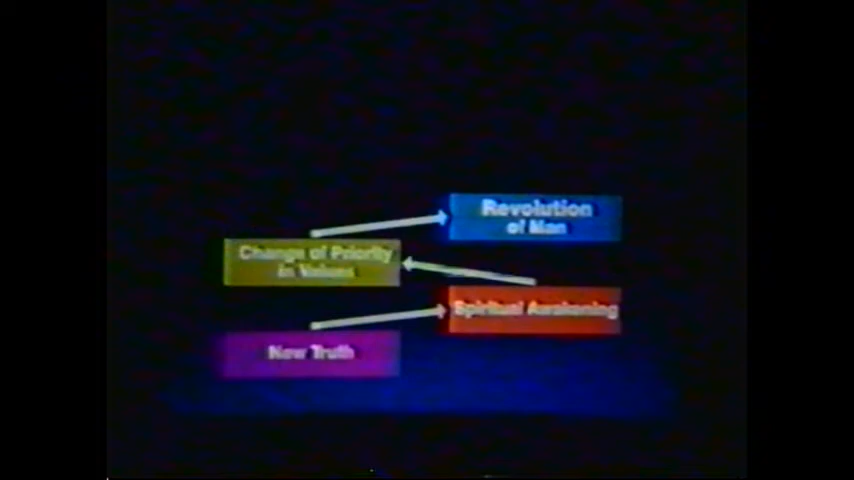 Revolution
of Man
Change of Priority
in Values
Spiritual Awakening
New Truth